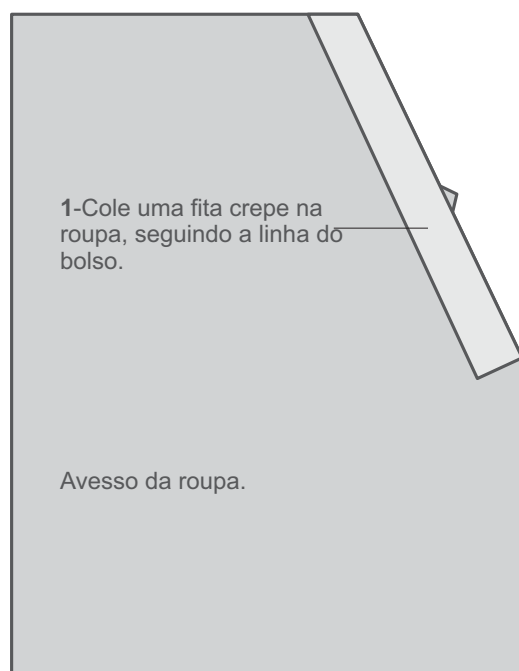 1-Cole uma fita crepe na
roupa, seguindo a linha do
bolso.
Avesso da roupa.